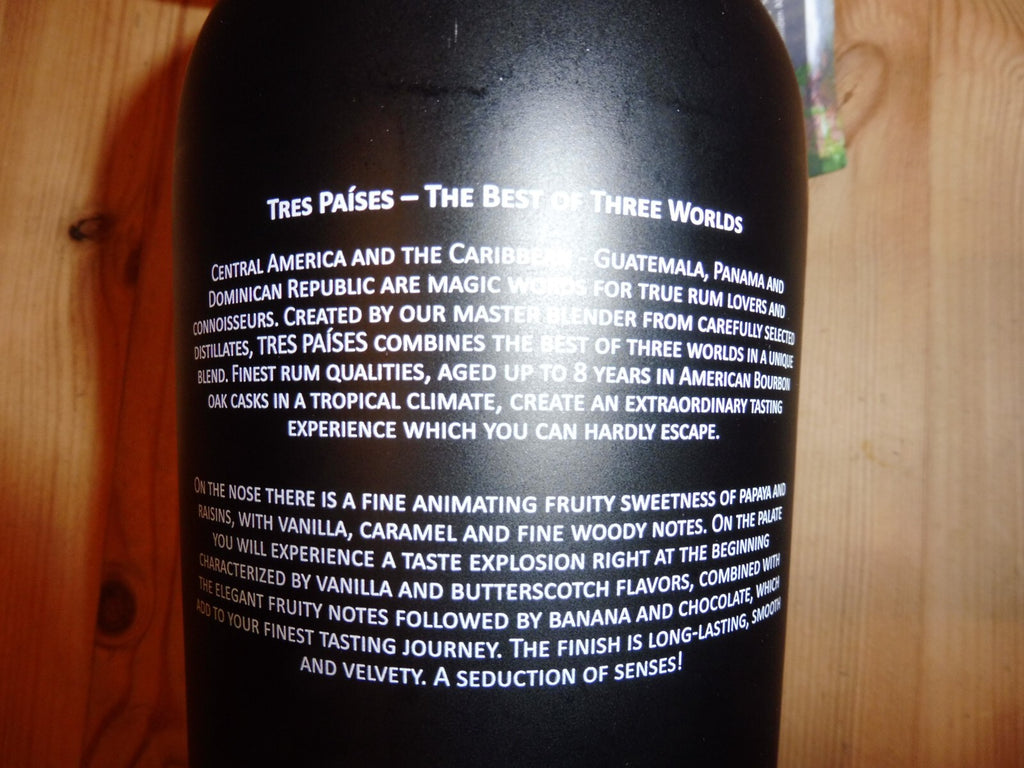 Tres Países – The Best of Three Worlds
Central America and the Caribbean - Guatemala, Panama and
Dominican Republic are magic words for true rum lovers and
connoisseurs. Created by our master blender from carefully selected
distillates, TRES PAÍSES combines the best of three worlds in a unique
blend. Finest rum qualities, aged up to 8 years in American Bourbon
oak casks in a tropical climate, create an extraordinary tasting
experience which you can hardly escape.
On the nose there is a fine animating fruity sweetness of papaya and
raisins, with vanilla, caramel and fine woody notes. On the palate
you will experience a taste explosion right at the beginning
characterized by vanilla and butterscotch flavors, combined with
the elegant fruity notes followed by banana and chocolate, which
add to your finest tasting journey. The finish is long-lasting, smooth
and velvety. A seduction of senses!